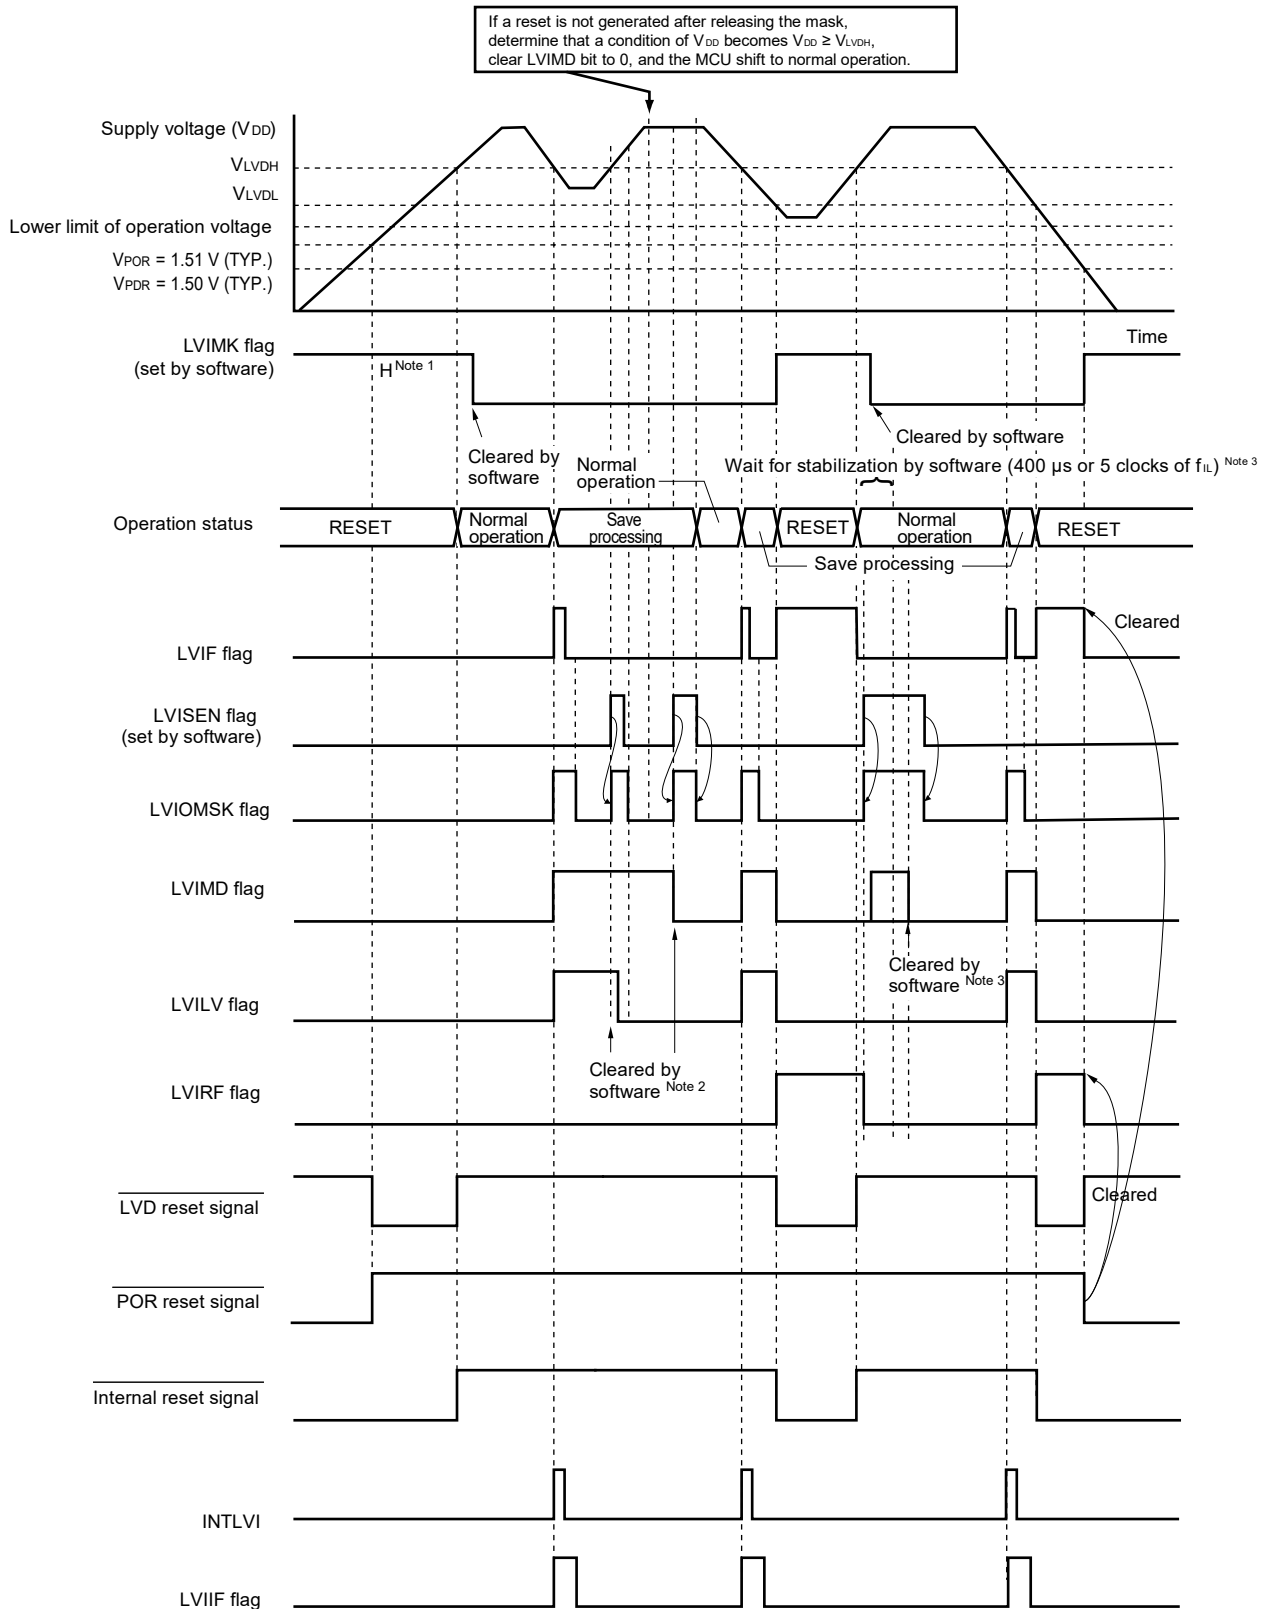 If a reset is not generated after releasing the mask,
determine that a condition of VDD becomes VDD ≥ VLVDH,
clear LVIMD bit to 0, and the MCU shift to normal operation.
Supply voltage (VDD)
VLVDH
VLVDL
Lower limit of operation voltage
VPOR = 1.51 V (TYP.)
VPDR = 1.50 V (TYP.)
Time
LVIMK flag
(set by software)
H Note 1
Cleared by
software
Cleared by software
Normal
operation
Wait for stabilization by software (400 µs or 5 clocks of fIL) Note 3
Operation status
RESET
Normal
operation
Save
processing
RESET
Normal
operation
RESET
Save processing
LVIF flag
Cleared
LVISEN flag
(set by software)
LVIOMSK flag
LVIMD flag
Cleared by
software Note 3
LVILV flag
Cleared by
software Note 2
LVIRF flag
LVD reset signal
Cleared
POR reset signal
Internal reset signal
INTLVI
LVIIF flag